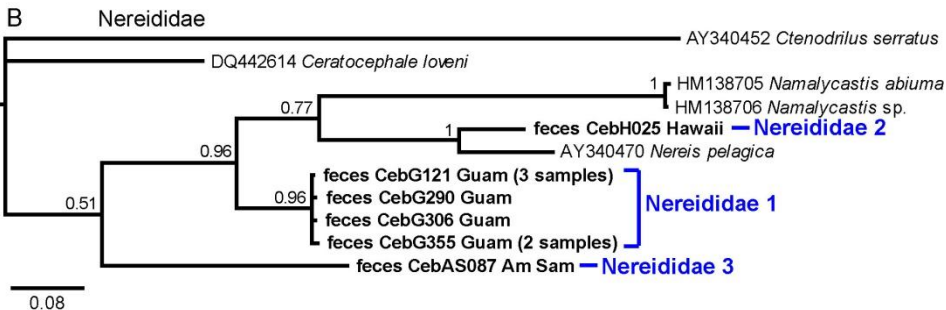 B
Nereididae
AY340452 Ctenodrilus serratus
DQ442614 Ceratocephale loveni
1
HM138705 Namalycastis abiuma
HM138706 Namalycastis sp.
0.77
1
feces CebH025 Hawaii
Nereididae 2
AY340470 Nereis pelagica
0.96
feces CebG121 Guam (3 samples)
0.96
feces CebG290 Guam
Nereididae 1
0.51
feces CebG306 Guam
feces CebG355 Guam (2 samples)
feces CebAS087 Am Sam
Nereididae 3
0.08